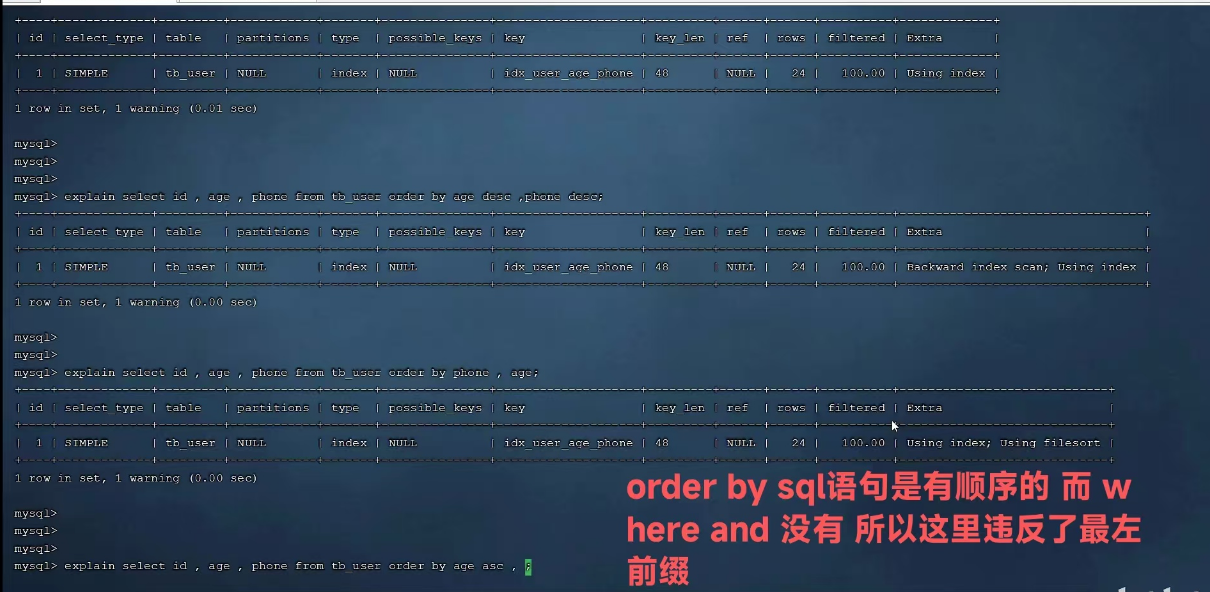 | id | select_type | table | partitions | type | possible_keys | key | key_len | ref | rows | filtered | Extra |
| 1 | SIMPLE | tb_user | NULL | index | NULL | idx_user_age_phone | 48 | NULL | 24 | 100.00 | Using index |
1 row in set, 1 warning (0.01 sec)
mysql>
mysql>
mysql>
mysql> explain select id , age , phone from tb_user order by age desc ,phone desc;
| id | select_type | table | partitions | type | possible_keys | key | key_len | ref | rows | filtered | Extra |
| 1 | SIMPLE | tb_user | NULL | index | NULL | idx_user_age_phone | 48 | NULL | 24 | 100.00 | Backward index scan; Using index |
1 row in set, 1 warning (0.00 sec)
mysql>
mysql>
mysql> explain select id , age , phone from tb_user order by phone , age;
| id | select_type | table | partitions | type | possible_keys | key | key_len | ref | rows | filtered | Extra |
| 1 | SIMPLE | tb_user | NULL | index | NULL | idx_user_age_phone | 48 | NULL | 24 | 100.00 | Using index; Using filesort |
1 row in set, 1 warning (0.00 sec)
mysql>
mysql>
mysql>
mysql> explain select id , age , phone from tb_user order by age asc , ;
order by sql语句是有顺序的 而 w
here and 没有 所以这里违反了最左
前缀